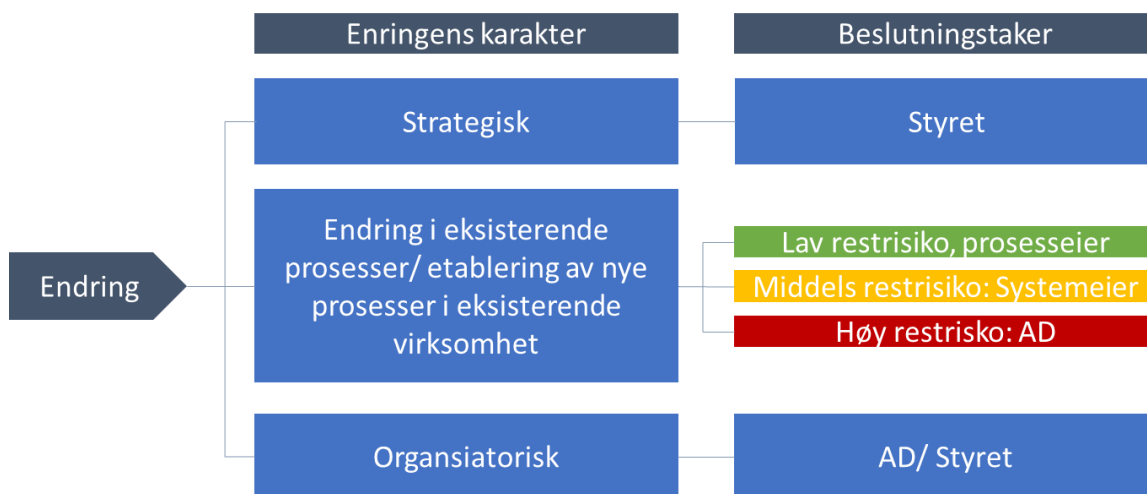 Enringens karakter
Beslutningstaker
Strategisk
Styret
Endring
Endring i eksisterende
prosesser/ etablering av nye
prosesser i eksisterende
virksomhet
Lav restrisiko, prosesseier
Middels restrisiko: Systemeier
Høy restrisko: AD
Organsiatorisk
AD/ Styret